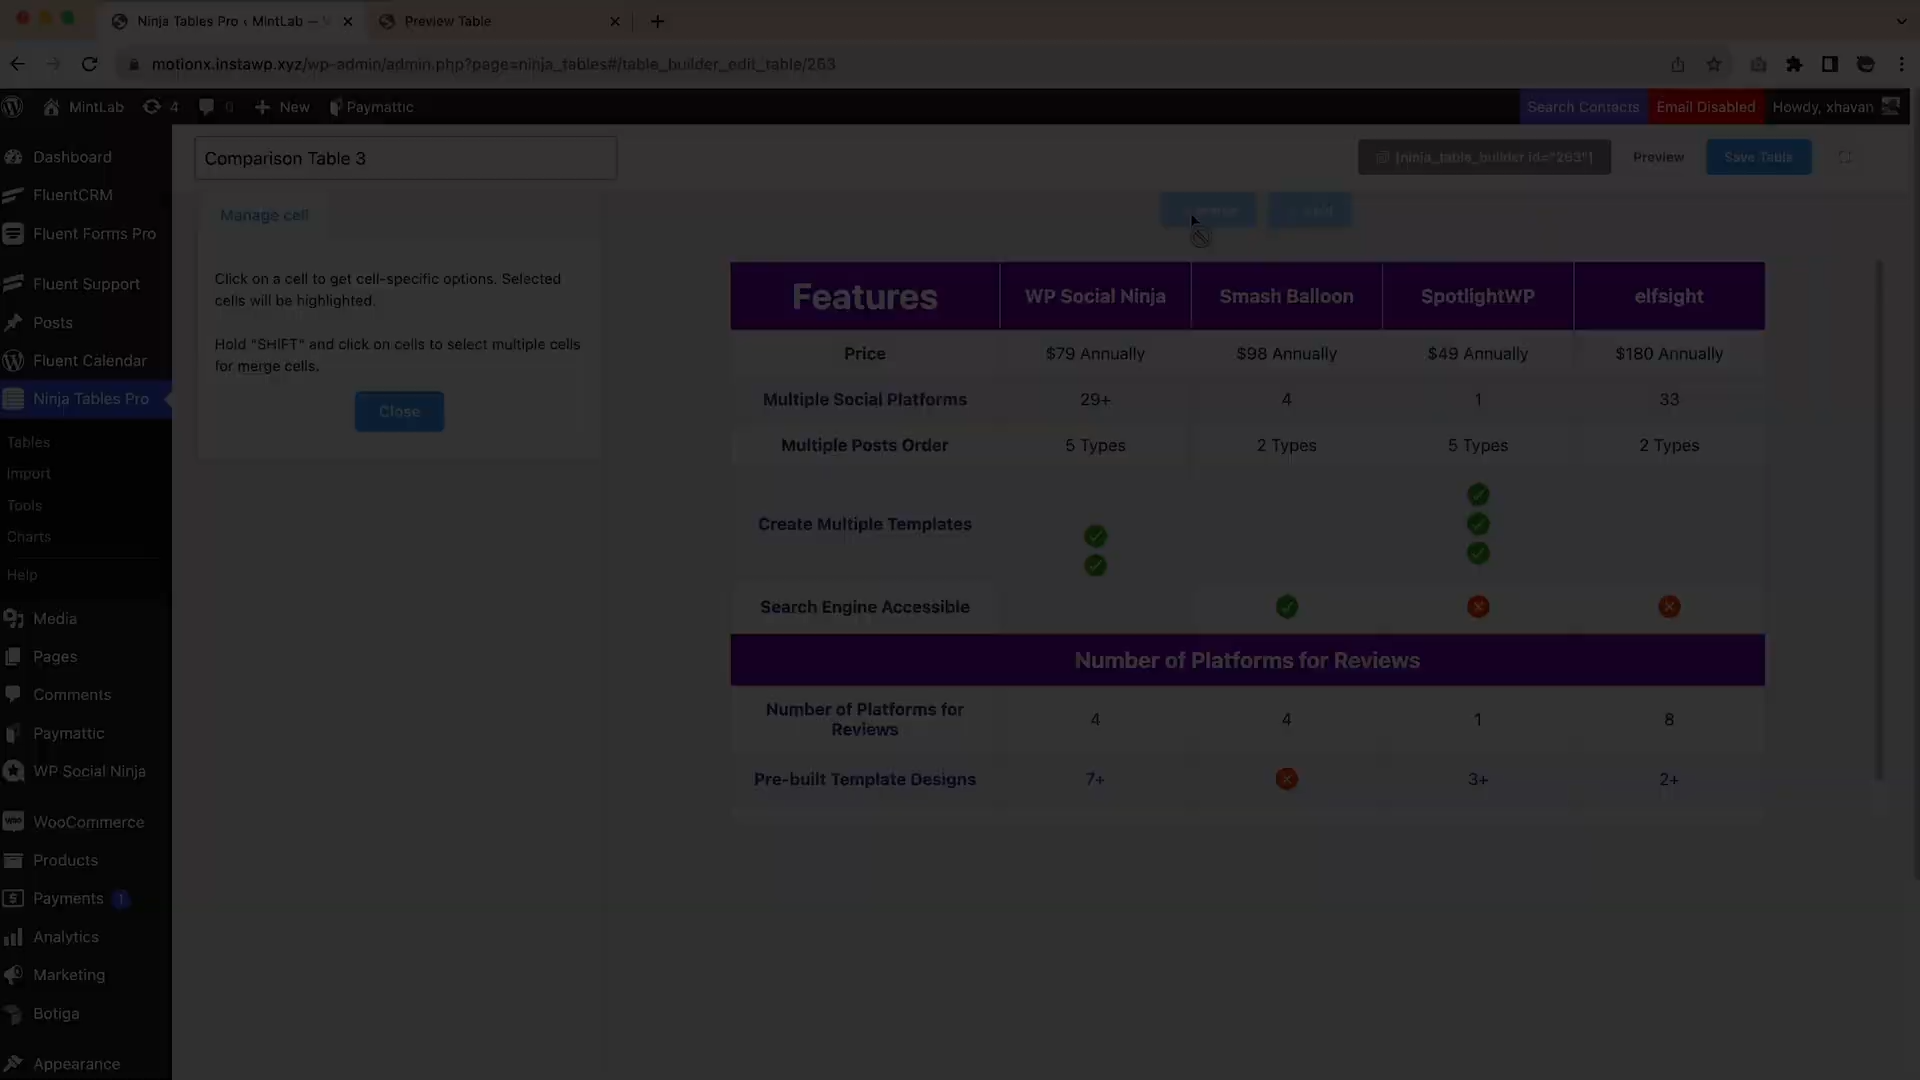 Ninja Tables Pro ‹ MintLab —
Preview Table
motionx.instawp.xyz/wp-admin/admin.php?page=ninja_tables#/table_builder_edit_table/263
MintLab
4
0
New
Paymattic
Search Contacts
Email Disabled
Howdy, xhavan
Dashboard
FluentCRM
Fluent Forms Pro
Fluent Support
Posts
Fluent Calendar
Ninja Tables Pro
Tables
Import
Tools
Charts
Help
Media
Pages
Comments
Paymattic
WP Social Ninja
WooCommerce
Products
Payments 1
Analytics
Marketing
Botiga
Appearance
Comparison Table 3
[ninja_table_builder id="263"]
Preview
Save Table
Manage cell
Click on a cell to get cell-specific options. Selected
cells will be highlighted.
Hold "SHIFT" and click on cells to select multiple cells
for merge cells.
Close
Features WP Social Ninja Smash Balloon SpotlightWP elfsight
Price $79 Annually $98 Annually $49 Annually $180 Annually
Multiple Social Platforms 29+ 4 1 33
Multiple Posts Order 5 Types 2 Types 5 Types 2 Types
Create Multiple Templates
Search Engine Accessible
Number of Platforms for Reviews
Number of Platforms for
Reviews
4 4 1 8
Pre-built Template Designs 7+ 3+ 2+